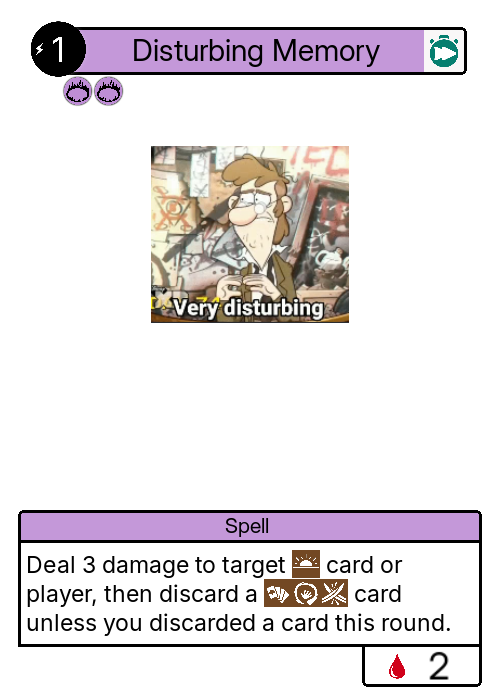 1
Disturbing Memory
Very disturbing
Spell
Deal 3 damage to target card or
player, then discard a card
unless you discarded a card this round.
2